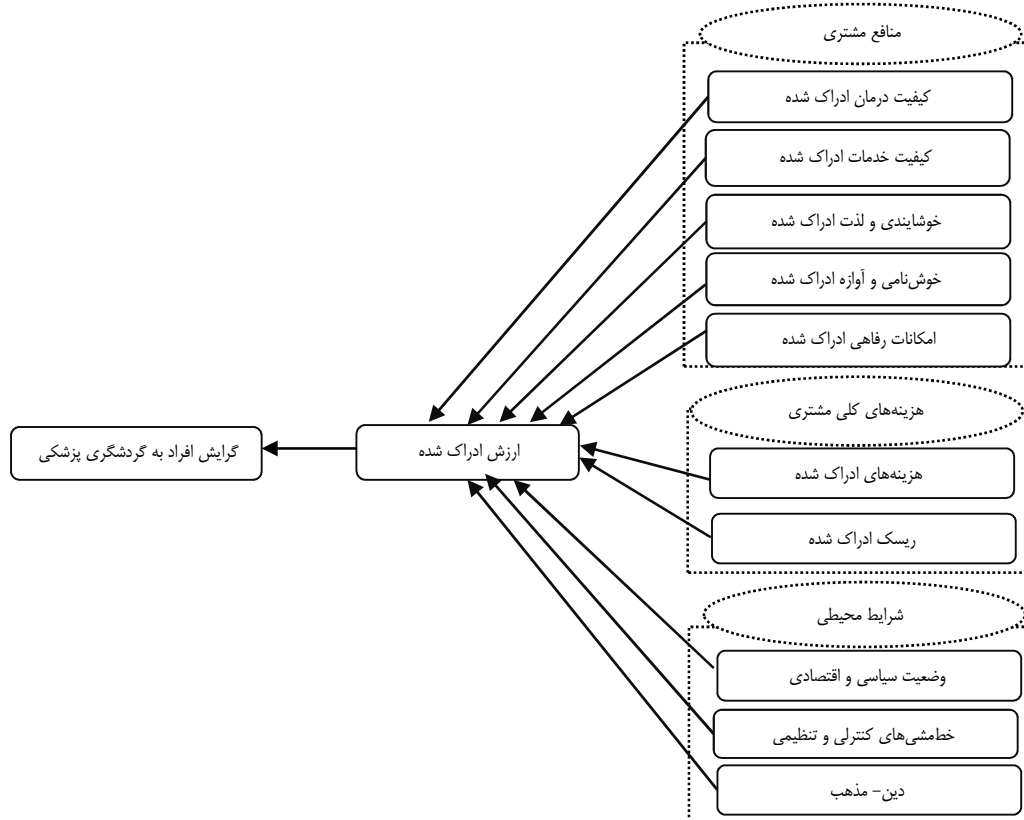 منافع مشتری
کیفیت درمان ادراک شده
کیفیت خدمات ادراک شده
خوشایندی و لذت ادراک شده
خوش‌نامی و آوازه ادراک شده
امکانات رفاهی ادراک شده
هزینه‌های کلی مشتری
هزینه‌های ادراک شده
ریسک ادراک شده
شرایط محیطی
وضعیت سیاسی و اقتصادی
خط‌مشی‌های کنترلی و تنظیمی
دین- مذهب
ارزش ادراک شده
گرایش افراد به گردشگری پزشکی